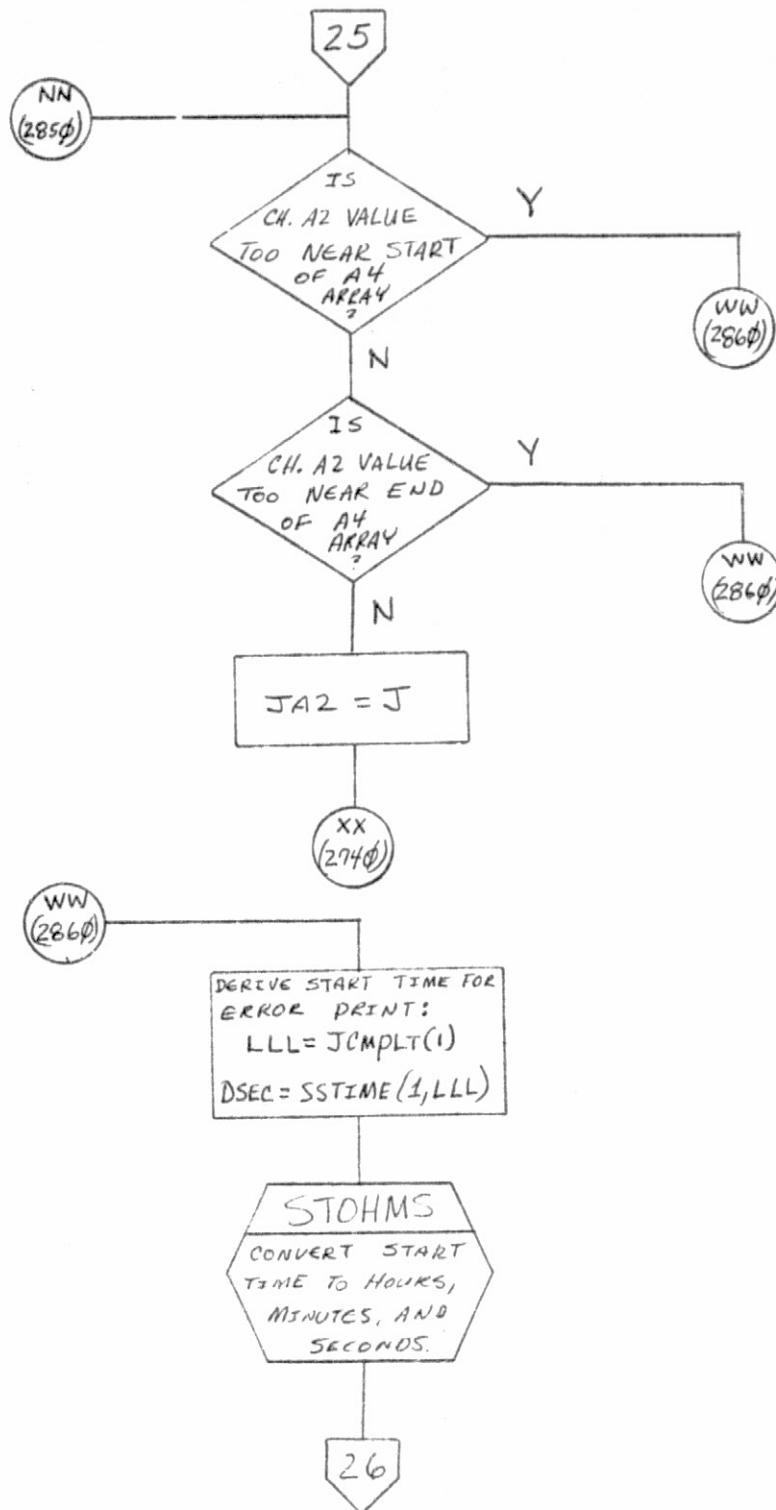 25
NN
(285φ)
IS
CH. A2 VALUE
TOO NEAR START
OF A4
ARRAY
?
Y
WW
(286φ)
N
IS
CH. A2 VALUE
TOO NEAR END
OF A4
ARRAY
?
Y
WW
(286φ)
N
JA2 = J
XX
(274φ)
WW
(286φ)
DERIVE START TIME FOR
ERROR PRINT:
LLL= JCMPLT(1)
DSEC= SSTIME(1,LLL)
STOHMS
CONVERT START
TIME TO HOURS,
MINUTES, AND
SECONDS.
26